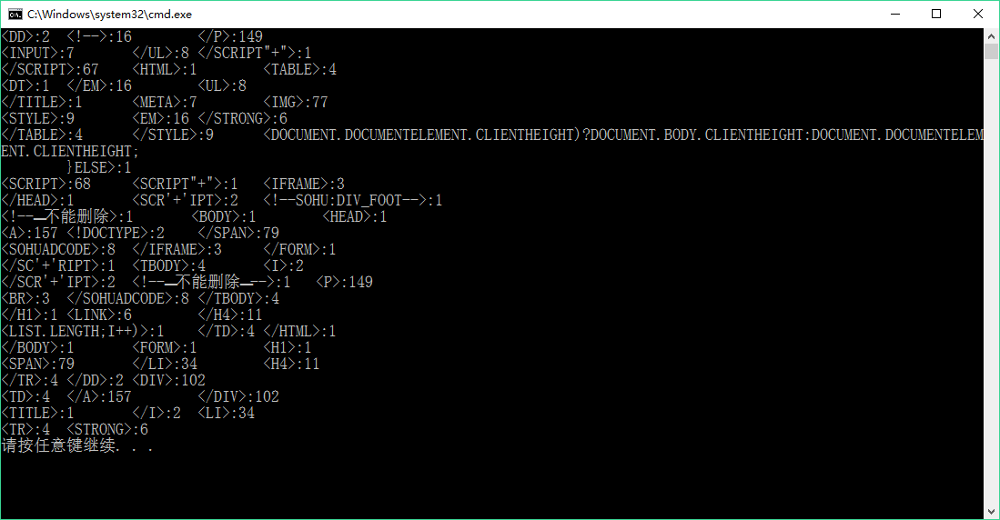 C:\Windows\system32\cmd.exe
<DD>:2  <!-->:16        </P>:149
<INPUT>:7       </UL>:8 </SCRIPT"+">:1
</SCRIPT>:67    <HTML>:1        <TABLE>:4
<DT>:1  </EM>:16        <UL>:8
</TITLE>:1      <META>:7        <IMG>:77
<STYLE>:9       <EM>:16 </STRONG>:6
</TABLE>:4      </STYLE>:9      <DOCUMENT.DOCUMENTELEMENT.CLIENTHEIGHT)?DOCUMENT.BODY.CLIENTHEIGHT:DOCUMENT.DOCUMENTELEM
ENT.CLIENTHEIGHT;
        }ELSE>:1
<SCRIPT>:68     <SCRIPT"+">:1   <IFRAME>:3
</HEAD>:1       <SCR'+'IPT>:2   <!--SOHU:DIV_FOOT-->:1
<!--…不能删除>:1       <BODY>:1        <HEAD>:1
<A>:157 <!DOCTYPE>:2    </SPAN>:79
<SOHUADCODE>:8  </IFRAME>:3     </FORM>:1
</SC'+'RIPT>:1  <TBODY>:4       <I>:2
</SCR'+'IPT>:2  <!--…不能删除…-->:1   <P>:149
<BR>:3  </SOHUADCODE>:8 </TBODY>:4
</H1>:1 <LINK>:6        </H4>:11
<LIST.LENGTH;I++)>:1    </TD>:4 </HTML>:1
</BODY>:1       <FORM>:1        <H1>:1
<SPAN>:79       </LI>:34        <H4>:11
</TR>:4 </DD>:2 <DIV>:102
<TD>:4  </A>:157        </DIV>:102
<TITLE>:1       </I>:2  <LI>:34
<TR>:4  <STRONG>:6
请按任意键继续. . .